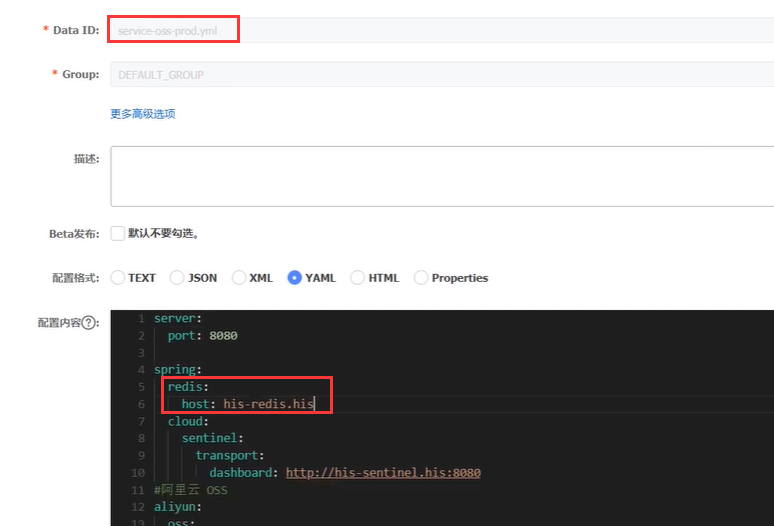 * Data ID: service-oss-prod.yml
* Group: DEFAULT_GROUP
更多高级选项
描述:
Beta发布: 默认不要勾选。
配置格式: TEXT JSON XML YAML HTML Properties
配置内容?:
1 server:
2 port: 8080
3
4 spring:
5 redis:
6 host: his-redis.his
7 cloud:
8 sentinel:
9 transport:
10 dashboard: http://his-sentinel.his:8080
11 #阿里云 OSS
12 aliyun:
13 oss: